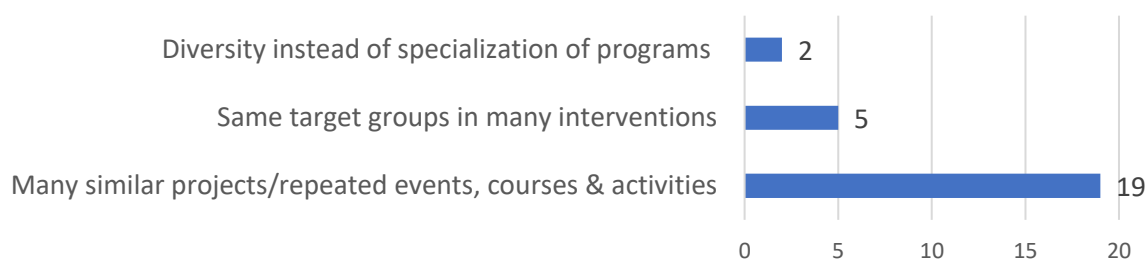 Diversity instead of specialization of programs 2
Same target groups in many interventions 5
Many similar projects/repeated events, courses & activities 19
0 5 10 15 20